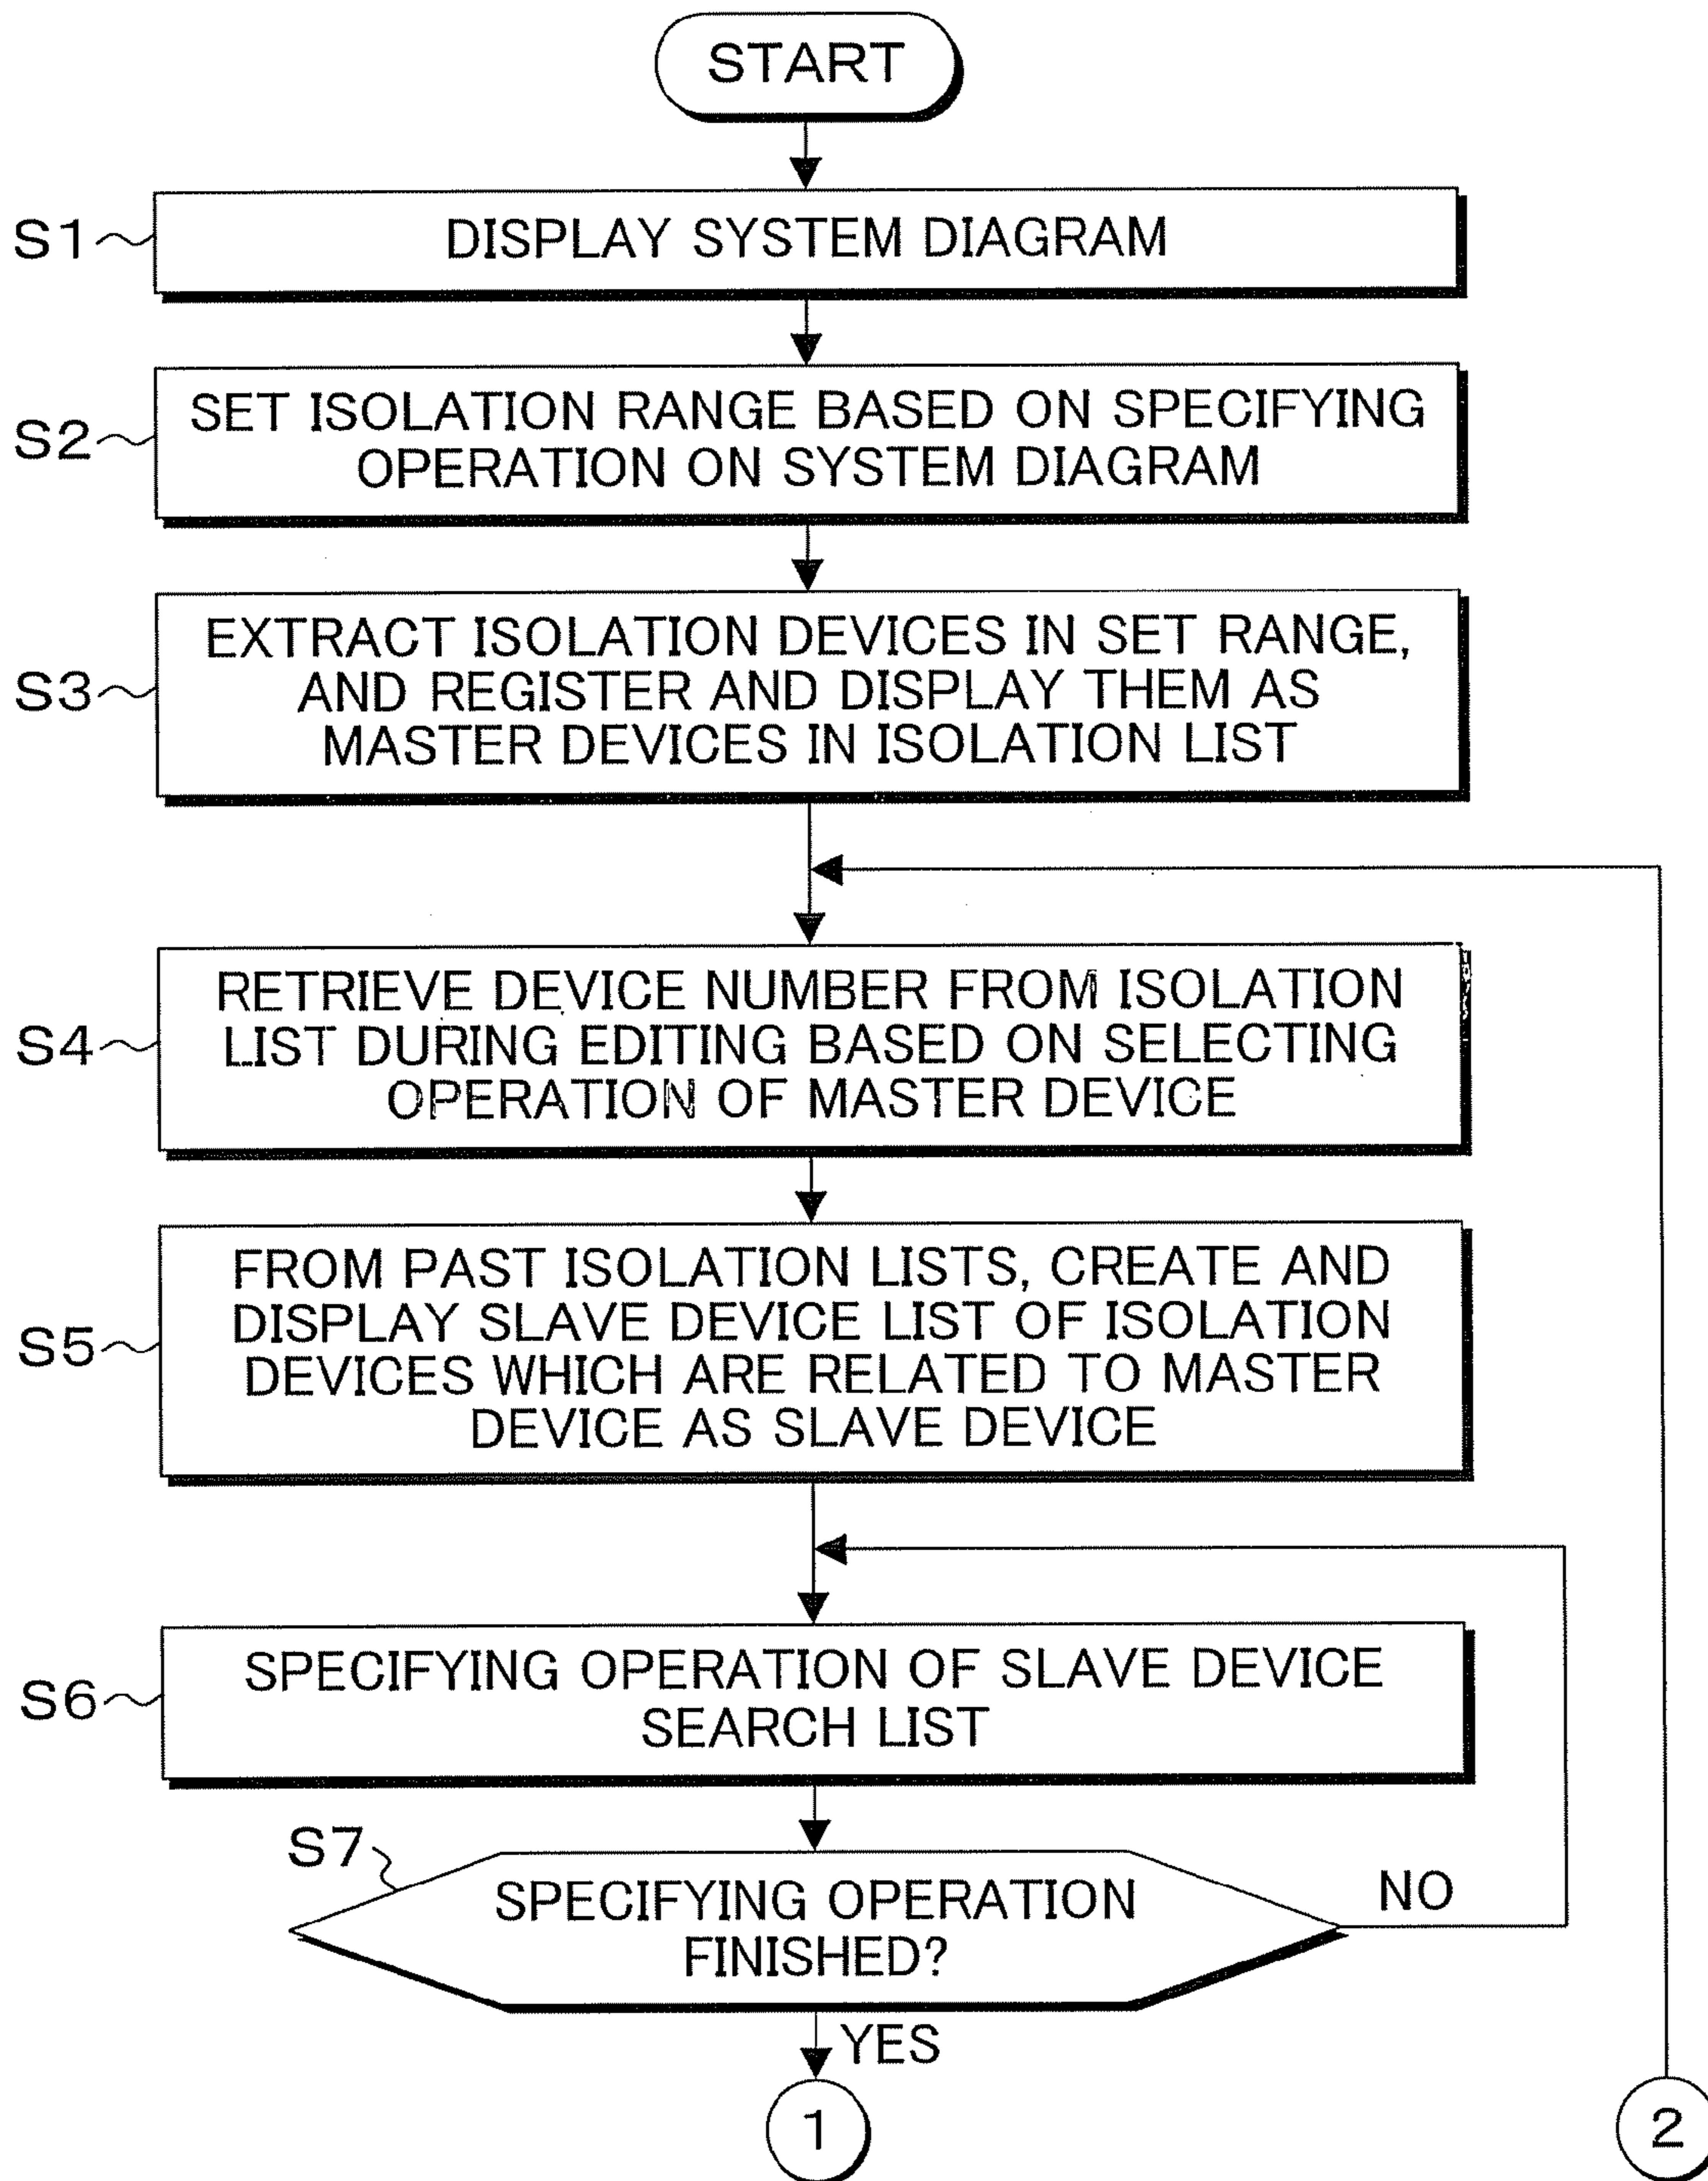 START
S1
DISPLAY SYSTEM DIAGRAM
S2
SET ISOLATION RANGE BASED ON SPECIFYING
OPERATION ON SYSTEM DIAGRAM
S3
EXTRACT ISOLATION DEVICES IN SET RANGE,
AND REGISTER AND DISPLAY THEM AS
MASTER DEVICES IN ISOLATION LIST
S4
RETRIEVE DEVICE NUMBER FROM ISOLATION
LIST DURING EDITING BASED ON SELECTING
OPERATION OF MASTER DEVICE
S5
FROM PAST ISOLATION LISTS, CREATE AND
DISPLAY SLAVE DEVICE LIST OF ISOLATION
DEVICES WHICH ARE RELATED TO MASTER
DEVICE AS SLAVE DEVICE
S6
SPECIFYING OPERATION OF SLAVE DEVICE
SEARCH LIST
S7
SPECIFYING OPERATION
FINISHED?
NO
YES
1
2